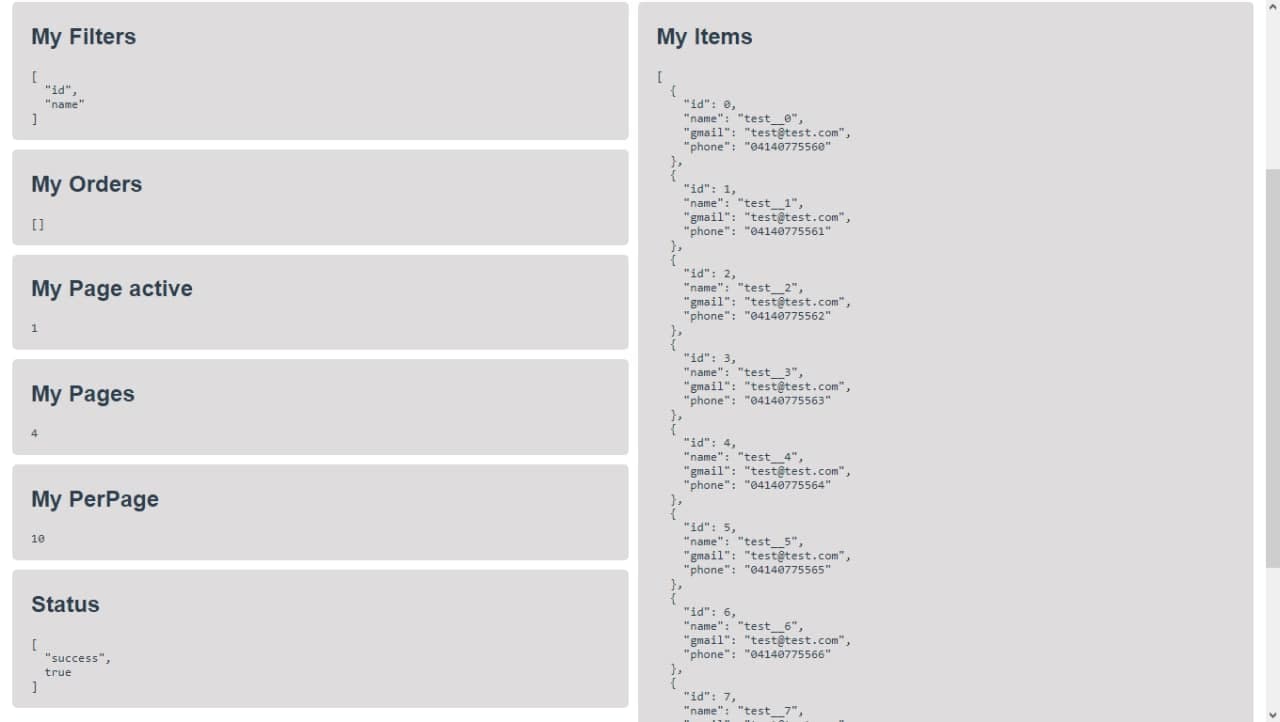 My Filters
[
  "id",
  "name"
]
My Orders
[]
My Page active
1
My Pages
4
My PerPage
10
Status
[
  "success",
  true
]
My Items
[
  {
    "id": 0,
    "name": "test__0",
    "gmail": "test@test.com",
    "phone": "04140775560"
  },
  {
    "id": 1,
    "name": "test__1",
    "gmail": "test@test.com",
    "phone": "04140775561"
  },
  {
    "id": 2,
    "name": "test__2",
    "gmail": "test@test.com",
    "phone": "04140775562"
  },
  {
    "id": 3,
    "name": "test__3",
    "gmail": "test@test.com",
    "phone": "04140775563"
  },
  {
    "id": 4,
    "name": "test__4",
    "gmail": "test@test.com",
    "phone": "04140775564"
  },
  {
    "id": 5,
    "name": "test__5",
    "gmail": "test@test.com",
    "phone": "04140775565"
  },
  {
    "id": 6,
    "name": "test__6",
    "gmail": "test@test.com",
    "phone": "04140775566"
  },
  {
    "id": 7,
    "name": "test__7",